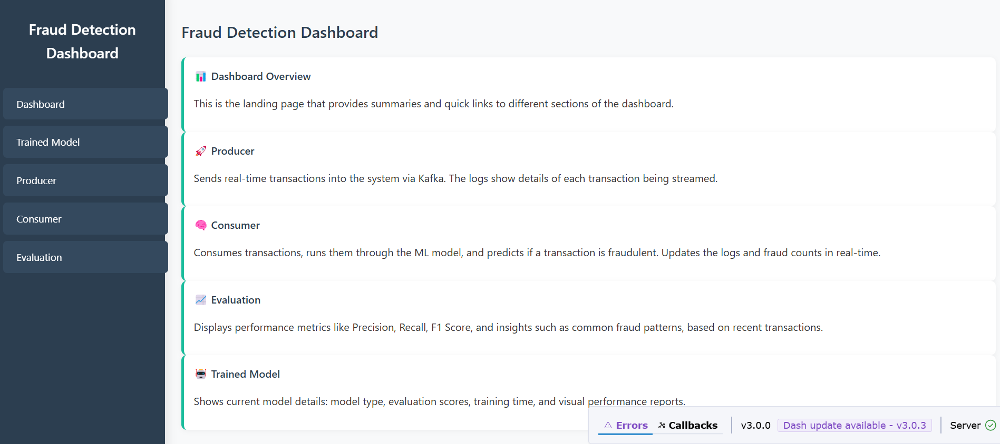 Fraud Detection
Dashboard
Dashboard
Trained Model
Producer
Consumer
Evaluation
Fraud Detection Dashboard
Dashboard Overview
This is the landing page that provides summaries and quick links to different sections of the dashboard.
Producer
Sends real-time transactions into the system via Kafka. The logs show details of each transaction being streamed.
Consumer
Consumes transactions, runs them through the ML model, and predicts if a transaction is fraudulent. Updates the logs and fraud counts in real-time.
Evaluation
Displays performance metrics like Precision, Recall, F1 Score, and insights such as common fraud patterns, based on recent transactions.
Trained Model
Shows current model details: model type, evaluation scores, training time, and visual performance reports.
Errors Callbacks v3.0.0 Dash update available - v3.0.3 Server